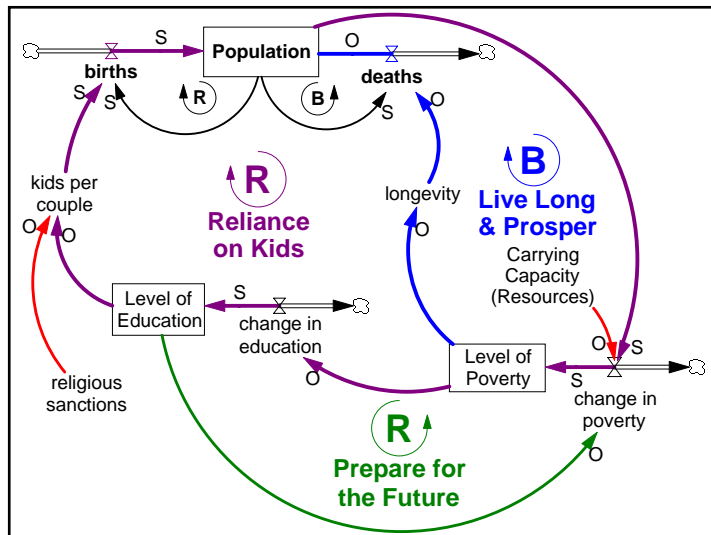 S
Population
O
births
deaths
S
S
R
B
S
O
kids per
couple
R
Reliance
on Kids
longevity
B
Live Long
& Prosper
O
O
O
Carrying
Capacity
(Resources)
Level of
Education
S
change in
education
O
S
Level of
Poverty
S
change in
poverty
religious
sanctions
O
R
Prepare for
the Future
O